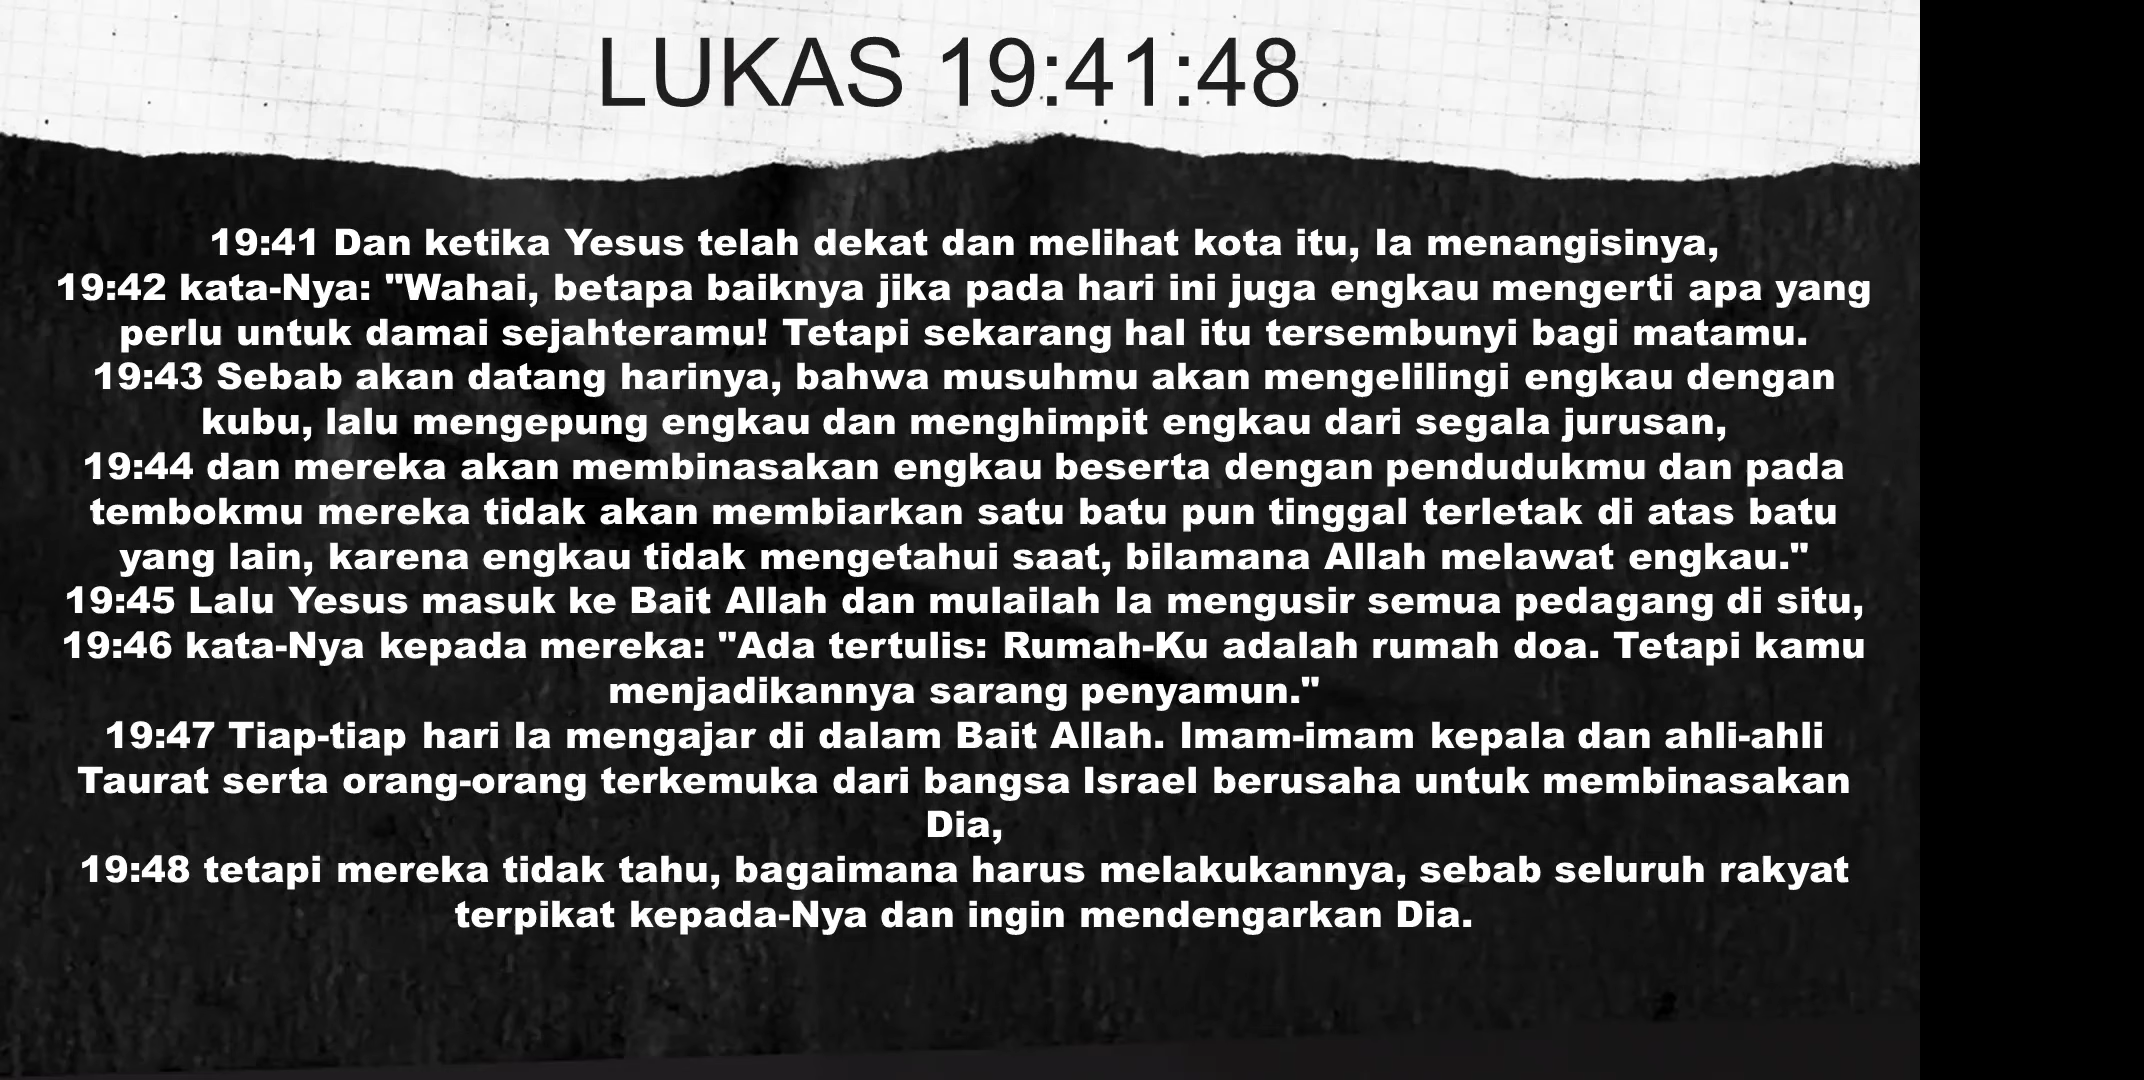 LUKAS 19:41:48
19:41 Dan ketika Yesus telah dekat dan melihat kota itu, Ia menangisinya,
19:42 kata-Nya: "Wahai, betapa baiknya jika pada hari ini juga engkau mengerti apa yang
perlu untuk damai sejahteramu! Tetapi sekarang hal itu tersembunyi bagi matamu.
19:43 Sebab akan datang harinya, bahwa musuhmu akan mengelilingi engkau dengan
kubu, lalu mengepung engkau dan menghimpit engkau dari segala jurusan,
19:44 dan mereka akan membinasakan engkau beserta dengan pendudukmu dan pada
tembokmu mereka tidak akan membiarkan satu batu pun tinggal terletak di atas batu
yang lain, karena engkau tidak mengetahui saat, bilamana Allah melawat engkau."
19:45 Lalu Yesus masuk ke Bait Allah dan mulailah Ia mengusir semua pedagang di situ,
19:46 kata-Nya kepada mereka: "Ada tertulis: Rumah-Ku adalah rumah doa. Tetapi kamu
menjadikannya sarang penyamun."
19:47 Tiap-tiap hari Ia mengajar di dalam Bait Allah. Imam-imam kepala dan ahli-ahli
Taurat serta orang-orang terkemuka dari bangsa Israel berusaha untuk membinasakan
Dia,
19:48 tetapi mereka tidak tahu, bagaimana harus melakukannya, sebab seluruh rakyat
terpikat kepada-Nya dan ingin mendengarkan Dia.